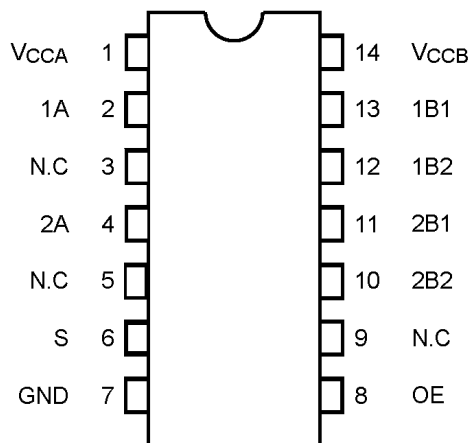 VCCA 1 14 VCCB
1A 2 13 1B1
N.C 3 12 1B2
2A 4 11 2B1
N.C 5 10 2B2
S 6 9 N.C
GND 7 8 OE